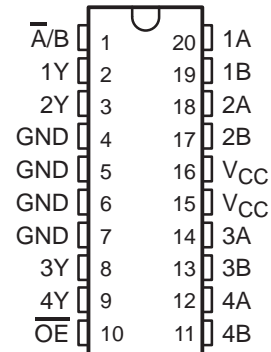 A̅/B 1 20 1A
1Y 2 19 1B
2Y 3 18 2A
GND 4 17 2B
GND 5 16 VCC
GND 6 15 VCC
GND 7 14 3A
3Y 8 13 3B
4Y 9 12 4A
O̅E̅ 10 11 4B